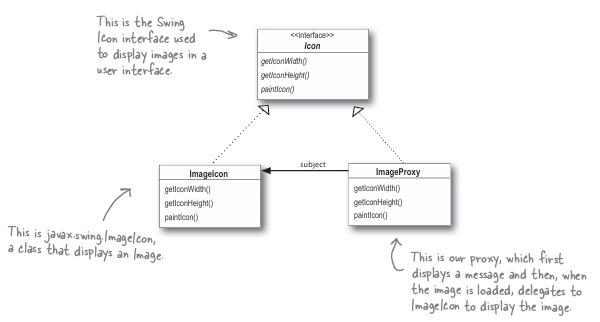 This is the Swing
Icon interface used
to display images in a
user interface.
<<interface>>
Icon
getIconWidth()
getIconHeight()
paintIcon()
subject
ImageIcon
getIconWidth()
getIconHeight()
paintIcon()
ImageProxy
getIconWidth()
getIconHeight()
paintIcon()
This is javax.swing.ImageIcon,
a class that displays an Image.
This is our proxy, which first
displays a message and then, when
the image is loaded, delegates to
ImageIcon to display the image.